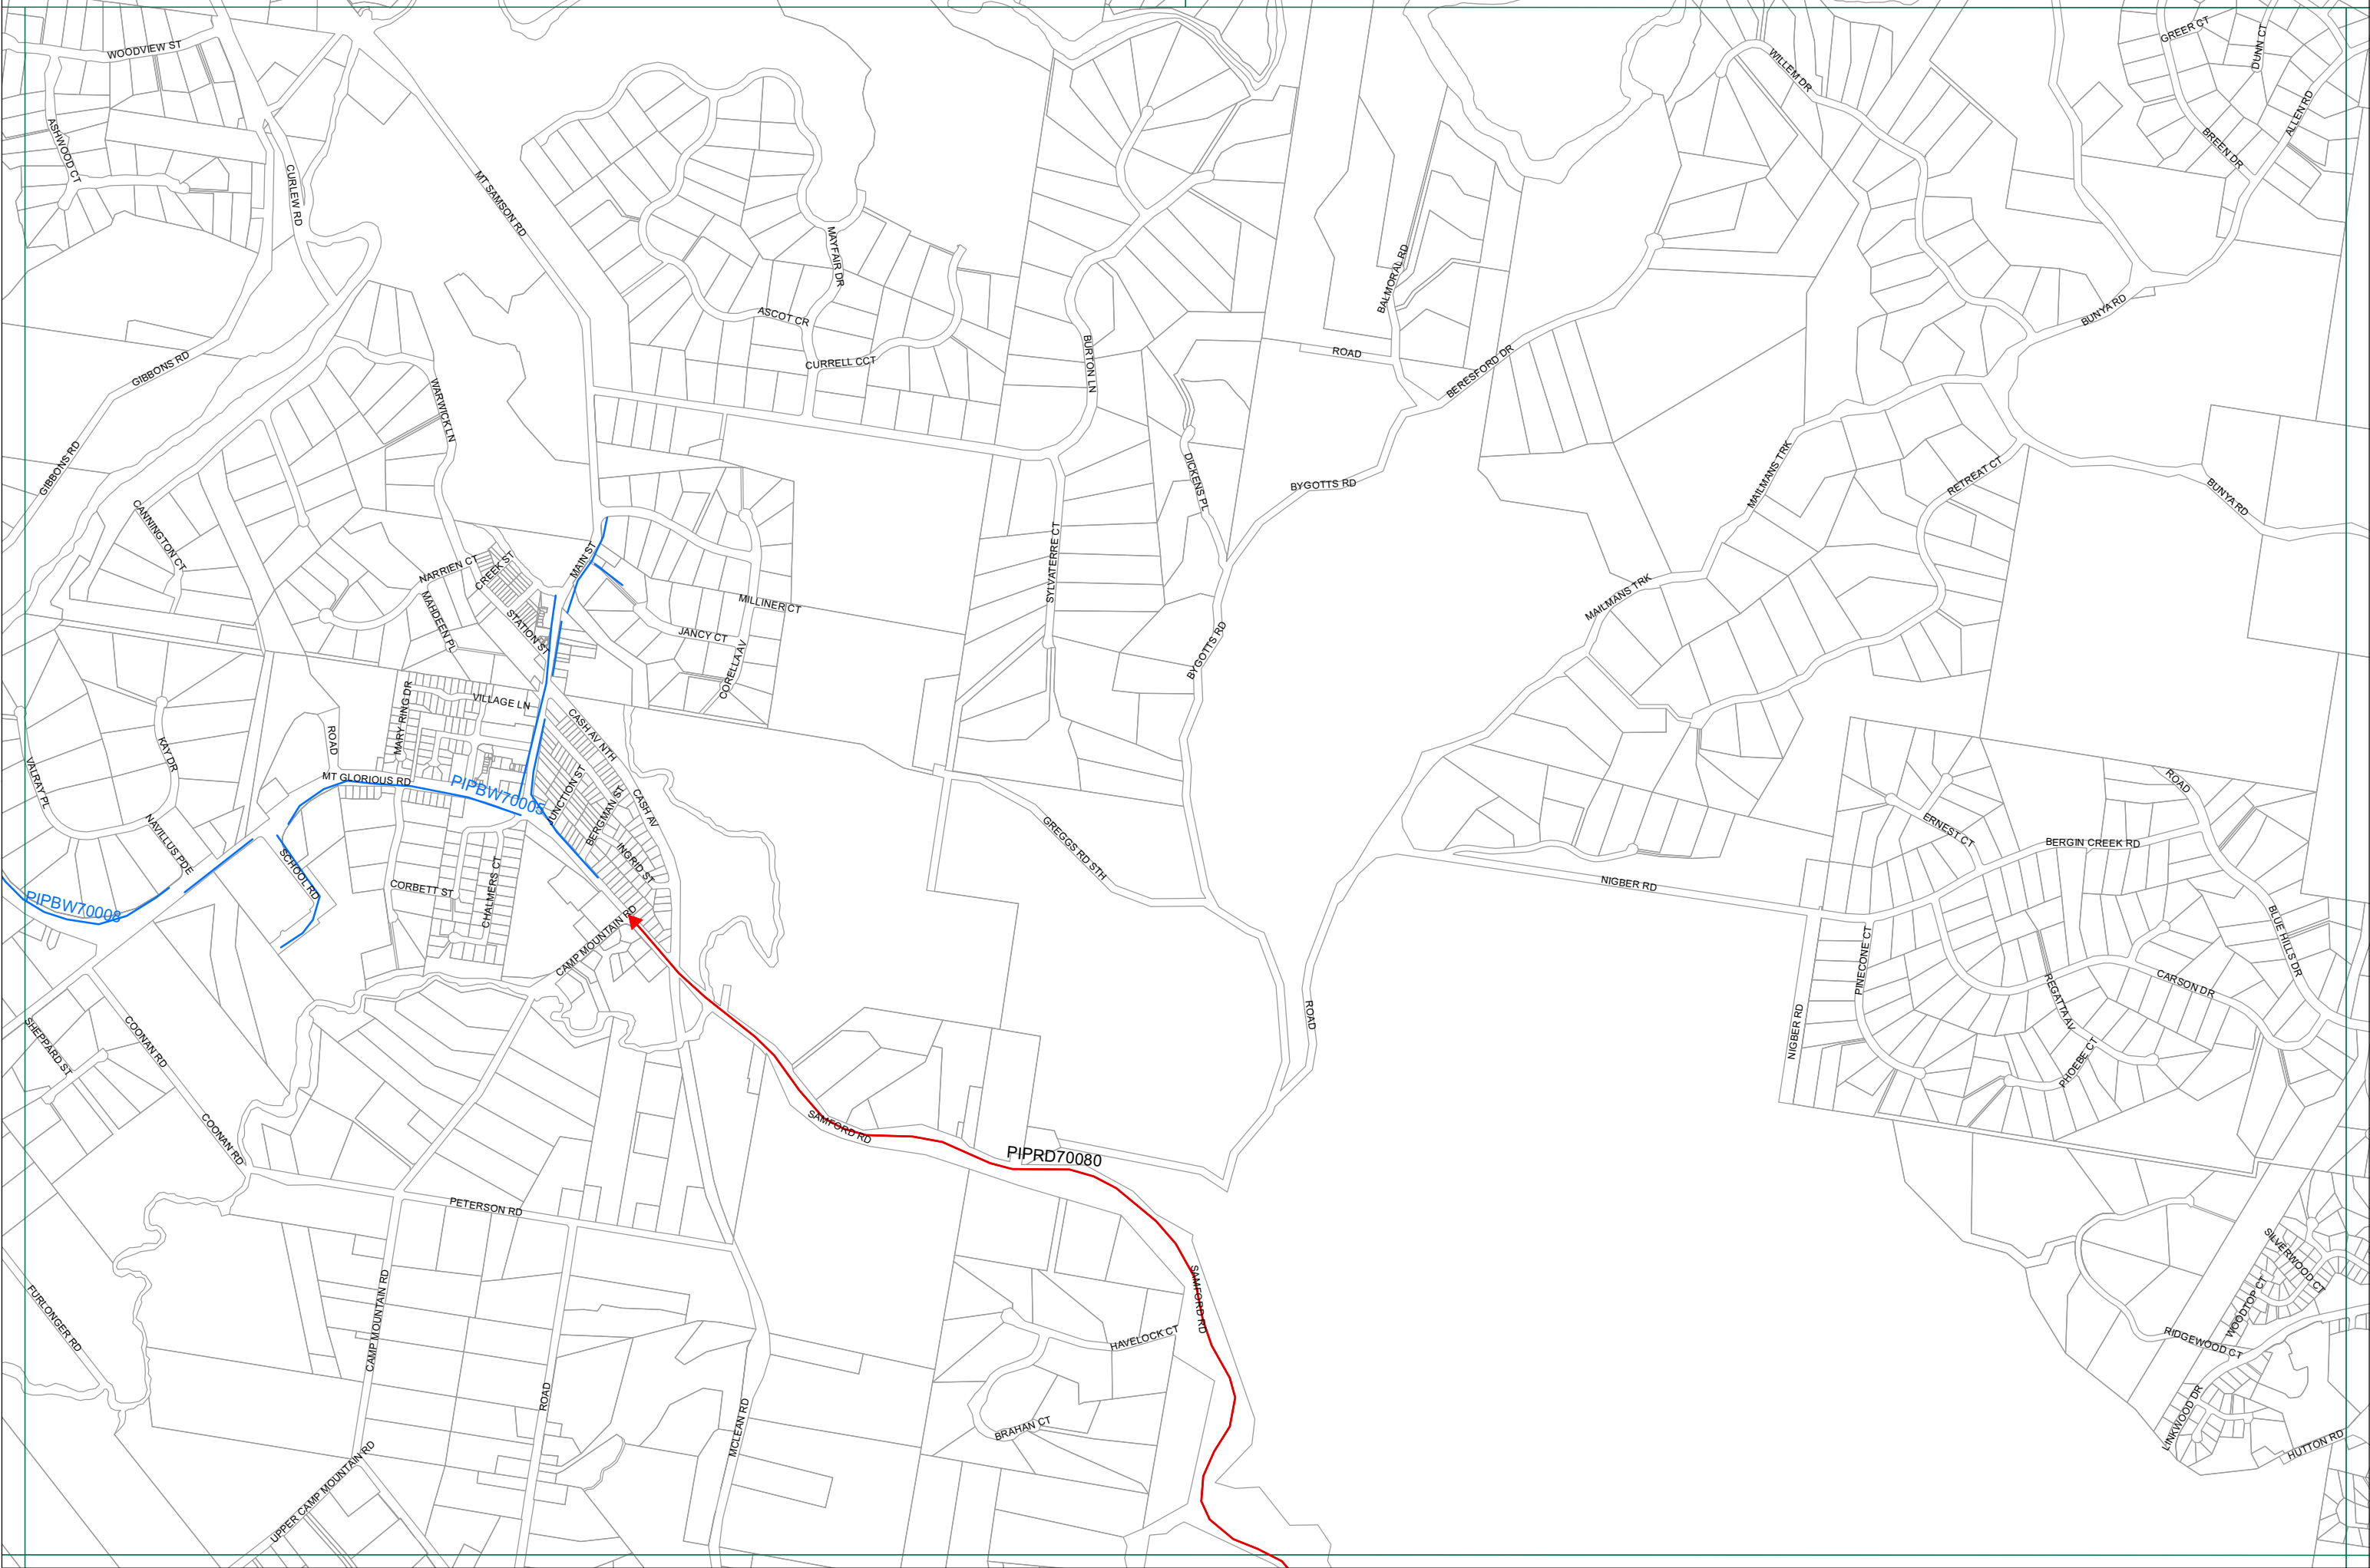 WOODVIEW ST
GREER CT
DUNN CT
WILLEM DR
ALLEN RD
ASHWOOD CT
BREEN DR
CURLEW RD
MT SAMSON RD
MAYFAIR DR
BALMORAL RD
ASCOT CR
BUNYA RD
GIBBONS RD
CURRELL CCT
BURTON LN
ROAD
BERESFORD DR
WARWICK LN
GIBBONS RD
DICKENS PL
BYGOTTS RD
MAILMANS TRK
RETREAT CT
BUNYA RD
CANNINGTON CT
NARRIEN CT
CREEK ST
MAIN ST
SYLVATERRE CT
MAILMANS TRK
MAHDEEN PL
STATION ST
MILLINER CT
JANCY CT
CORELLA AV
BYGOTTS RD
MARY RING DR
VILLAGE LN
CASH AV NTH
ROAD
KAY DR
VALRAY PL
MT GLORIOUS RD
PIPBW70005
JUNCTION ST
BERGMAN ST
CASH AV
ROAD
NAVILLUS PDE
SCHOOL RD
INGRID ST
GREGGS RD STH
ERNEST CT
BERGIN CREEK RD
CORBETT ST
CHALMERS CT
NIGBER RD
PIPBW70008
CAMP MOUNTAIN RD
PINECONE CT
BLUE HILLS DR
CARSON DR
REGATTA AV
SHEPPARD ST
COONAN RD
ROAD
NIGBER RD
PHOEBE CT
COONAN RD
SAMFORD RD
PIPRD70080
PETERSON RD
SILVERWOOD CT
FURLONGER RD
CAMP MOUNTAIN RD
SAMFORD RD
HAVELOCK CT
WOODTOP CT
RIDGEWOOD CT
ROAD
MCLEAN RD
BRAHAN CT
LINKWOOD DR
HUTTON RD
UPPER CAMP MOUNTAIN RD